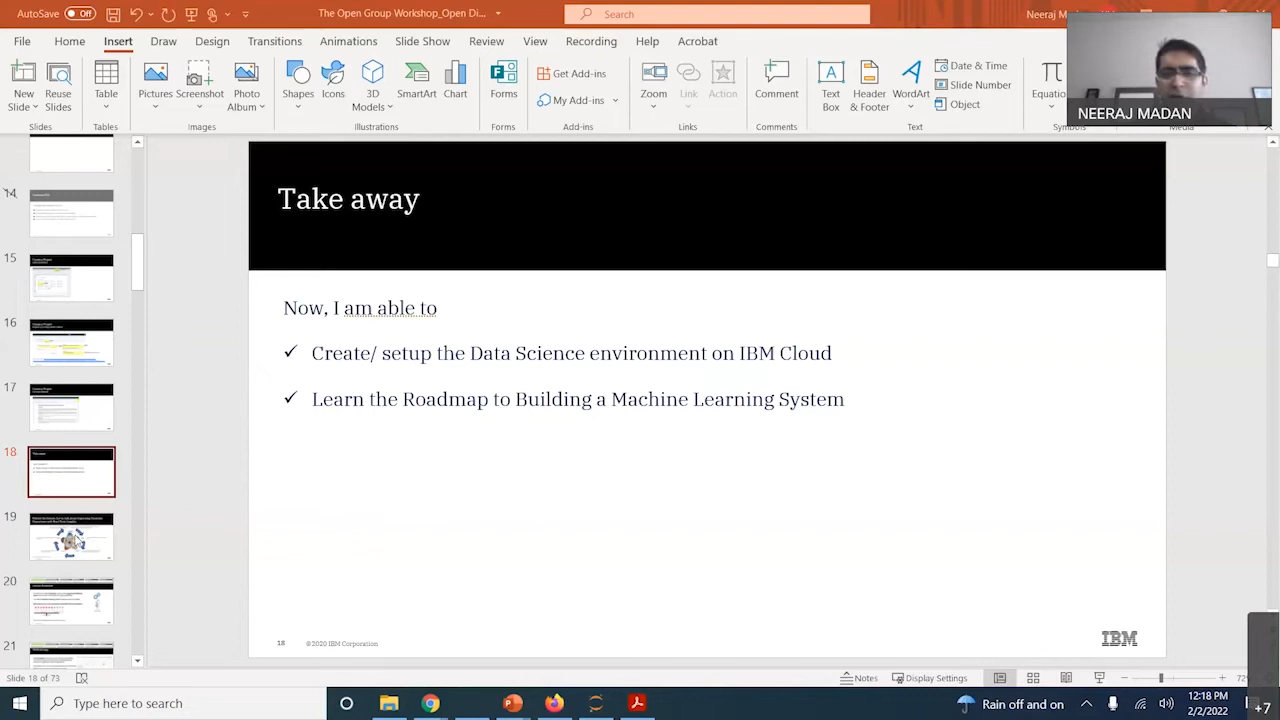 AutoSave Off The Open Group Workshop_Open Di... Search Neeraj M
File Home Insert Draw Design Transitions Animations Slide Show Review View Recording Help Acrobat
New Slide Reuse Slides Table Pictures Screenshot Photo Album Shapes Icons 3D Models SmartArt Chart Forms Get Add-ins My Add-ins Zoom Link Action Comment Text Box Header & Footer WordArt Date & Time Slide Number Object Equatio
Slides Tables Images Illustrations Forms Add-ins Links Comments Text Symbols Media
NEERAJ MADAN
14
15
16
17
18
19
20
21
Take away
Now, I am able to
✓ Create/ setup the Data Science environment on IBM Cloud
✓ Learn the Roadmap to Building a Machine Learning System
18 © 2020 IBM Corporation
IBM
Slide 18 of 73 Notes Display Settings
Type here to search Rain off and on 12:18 PM
2/2/2022
+7